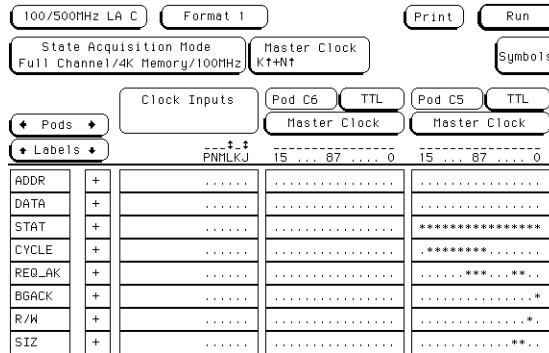 100/500MHz LA C Format 1 Print Run
State Acquisition Mode
Full Channel/4K Memory/100MHz
Master Clock
K↑+N↑
Symbols
Clock Inputs Pod C6 TTL Pod C5 TTL
← Pods → Master Clock Master Clock
↑ Labels ↓ __ _↕_↕
PNMLKJ 15 ... 87 .... 0 15 ... 87 .... 0
ADDR + ...... ................ ................
DATA + ...... ................ ................
STAT + ...... ................ ****************
CYCLE + ...... ................ .********.......
REQ_AK + ...... ................ ......***...**..
BGACK + ...... ................ ...............*
R/W + ...... ................ ..............*.
SIZ + ...... ................ ............**..